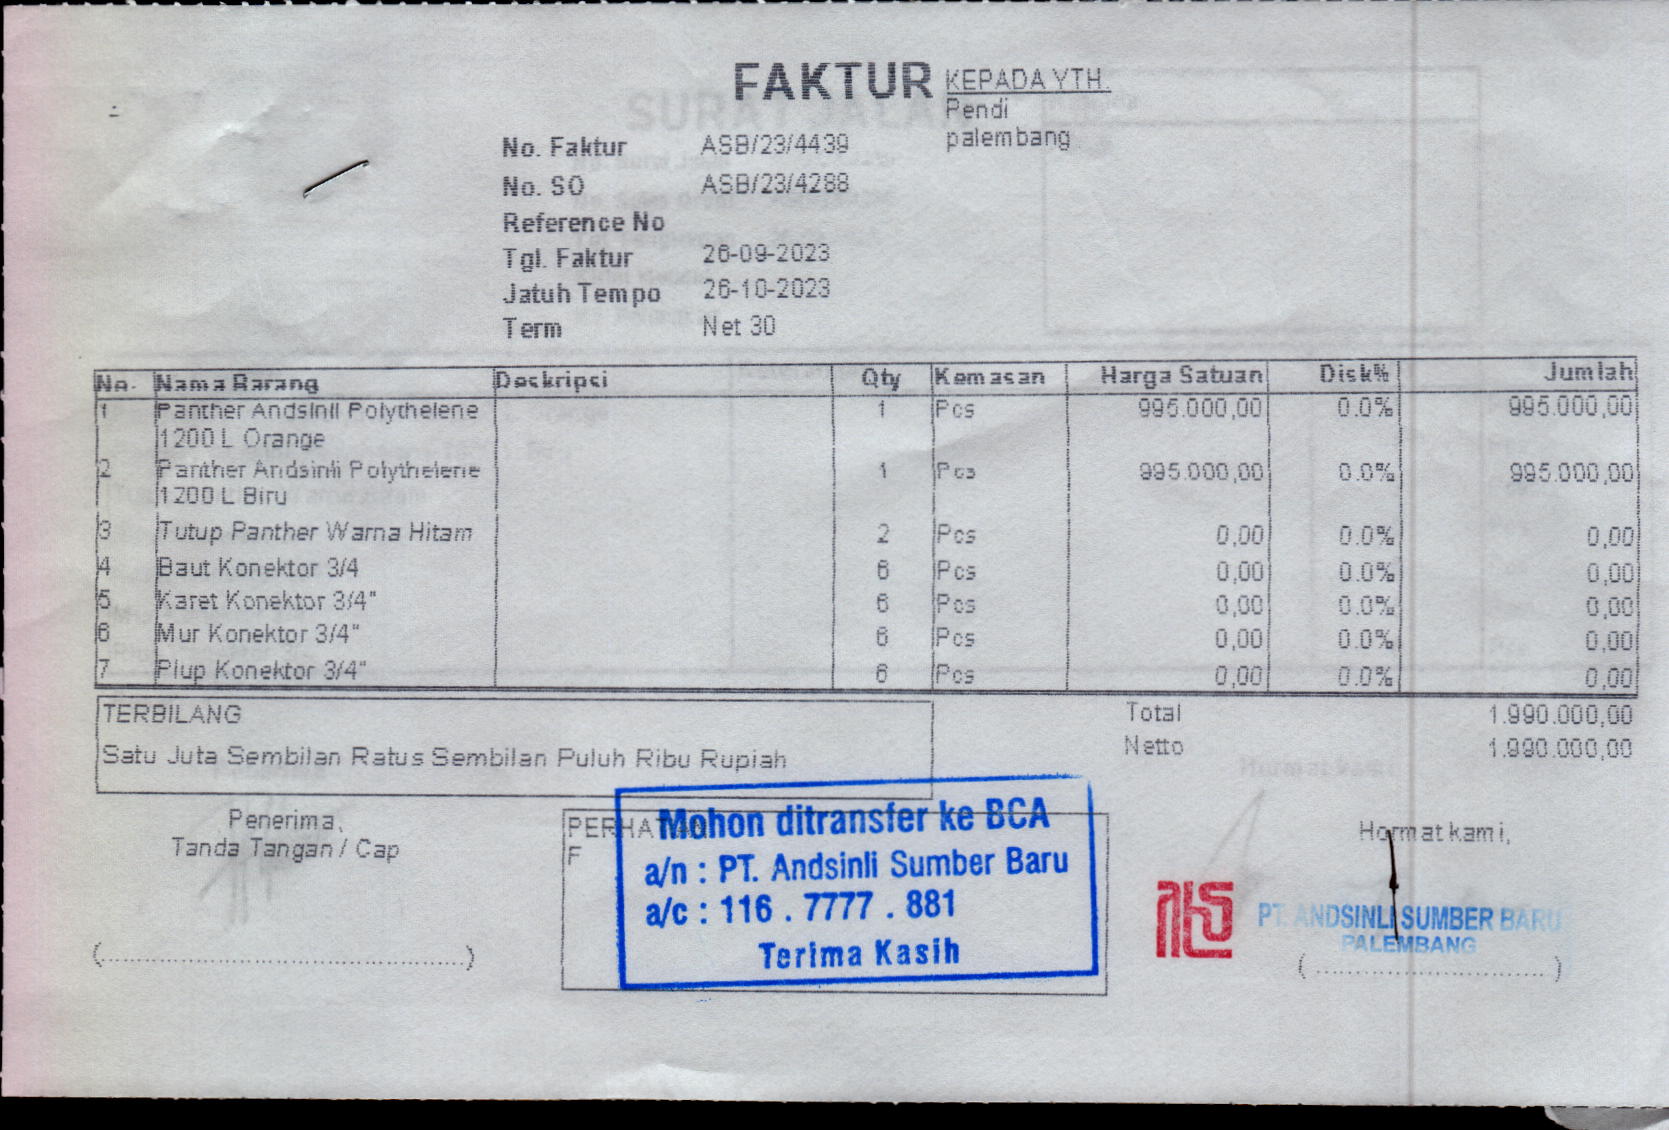 FAKTUR
KEPADA YTH.
Pendi
palembang
No. Faktur ASB/23/4439
No. SO ASB/23/4288
Reference No
Tgl. Faktur 26-09-2023
Jatuh Tempo 26-10-2023
Term Net 30
No. Nama Barang Deskripsi Qty Kemasan Harga Satuan Disk% Jumlah
1 Panther Andsinli Polythelene 1 Pcs 995.000,00 0.0% 995.000,00
1200 L Orange
2 Panther Andsinli Polythelene 1 Pcs 995.000,00 0.0% 995.000,00
1200 L Biru
3 Tutup Panther Warna Hitam 2 Pcs 0,00 0.0% 0,00
4 Baut Konektor 3/4 6 Pcs 0,00 0.0% 0,00
5 Karet Konektor 3/4" 6 Pcs 0,00 0.0% 0,00
6 Mur Konektor 3/4" 6 Pcs 0,00 0.0% 0,00
7 Plup Konektor 3/4" 6 Pcs 0,00 0.0% 0,00
TERBILANG
Satu Juta Sembilan Ratus Sembilan Puluh Ribu Rupiah
Total 1.990.000,00
Netto 1.990.000,00
Penerima,
Tanda Tangan / Cap
(............................................)
PERHATIAN
F
Mohon ditransfer ke BCA
a/n : PT. Andsinli Sumber Baru
a/c : 116 . 7777 . 881
Terima Kasih
Hormat kami,
PT. ANDSINLI SUMBER BARU
PALEMBANG
(............................)
SURAT JALAN